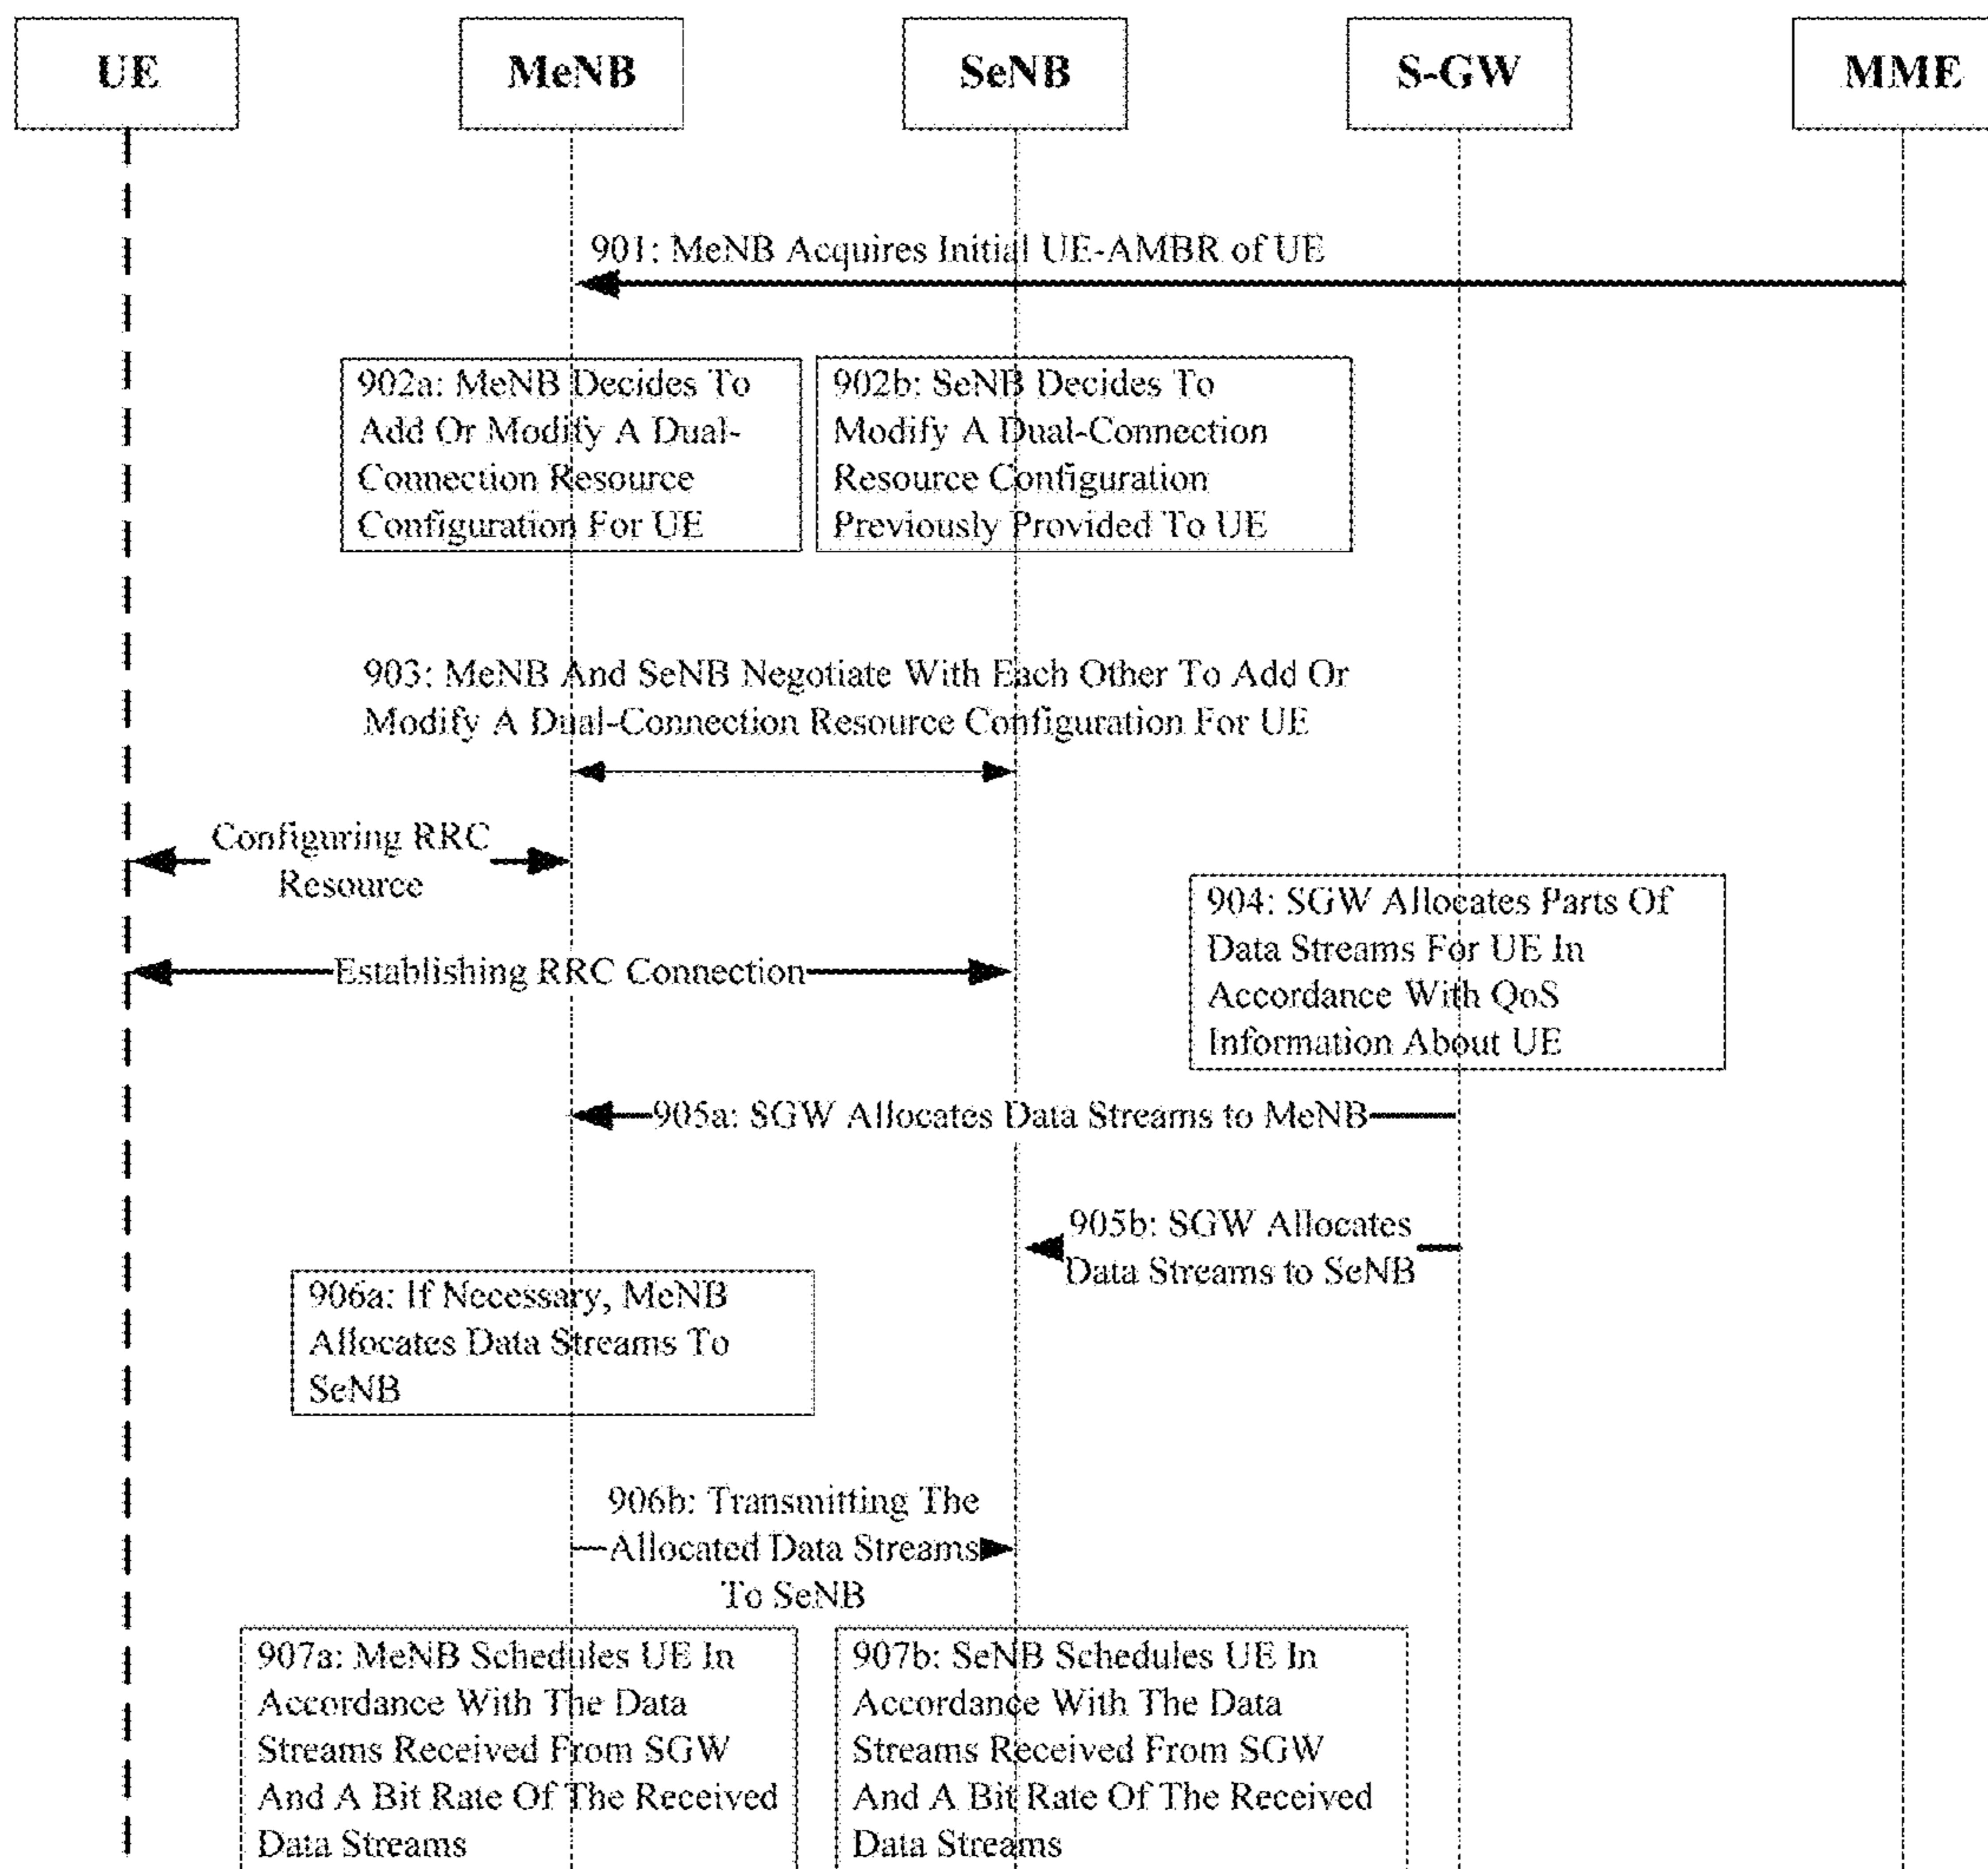 UE
MeNB
SeNB
S-GW
MME
901: MeNB Acquires Initial UE-AMBR of UE
902a: MeNB Decides To
Add Or Modify A Dual-
Connection Resource
Configuration For UE
902b: SeNB Decides To
Modify A Dual-Connection
Resource Configuration
Previously Provided To UE
903: MeNB And SeNB Negotiate With Each Other To Add Or
Modify A Dual-Connection Resource Configuration For UE
Configuring RRC
Resource
904: SGW Allocates Parts Of
Data Streams For UE In
Accordance With QoS
Information About UE
Establishing RRC Connection
905a: SGW Allocates Data Streams to MeNB
905b: SGW Allocates
Data Streams to SeNB
906a: If Necessary, MeNB
Allocates Data Streams To
SeNB
906b: Transmitting The
Allocated Data Streams
To SeNB
907a: MeNB Schedules UE In
Accordance With The Data
Streams Received From SGW
And A Bit Rate Of The Received
Data Streams
907b: SeNB Schedules UE In
Accordance With The Data
Streams Received From SGW
And A Bit Rate Of The Received
Data Streams